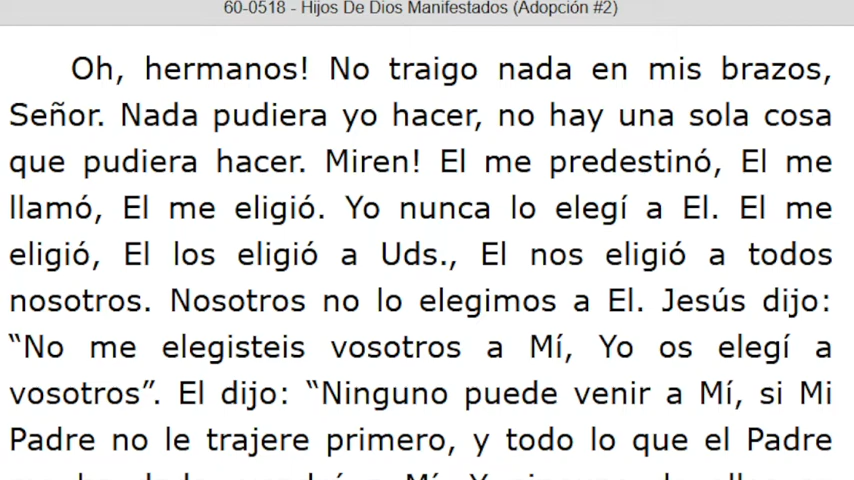 60-0518 - Hijos De Dios Manifestados (Adopción #2)
Oh, hermanos! No traigo nada en mis brazos,
Señor. Nada pudiera yo hacer, no hay una sola cosa
que pudiera hacer. Miren! El me predestinó, El me
llamó, El me eligió. Yo nunca lo elegí a El. El me
eligió, El los eligió a Uds., El nos eligió a todos
nosotros. Nosotros no lo elegimos a El. Jesús dijo:
“No me elegisteis vosotros a Mí, Yo os elegí a
vosotros”. El dijo: “Ninguno puede venir a Mí, si Mi
Padre no le trajere primero, y todo lo que el Padre